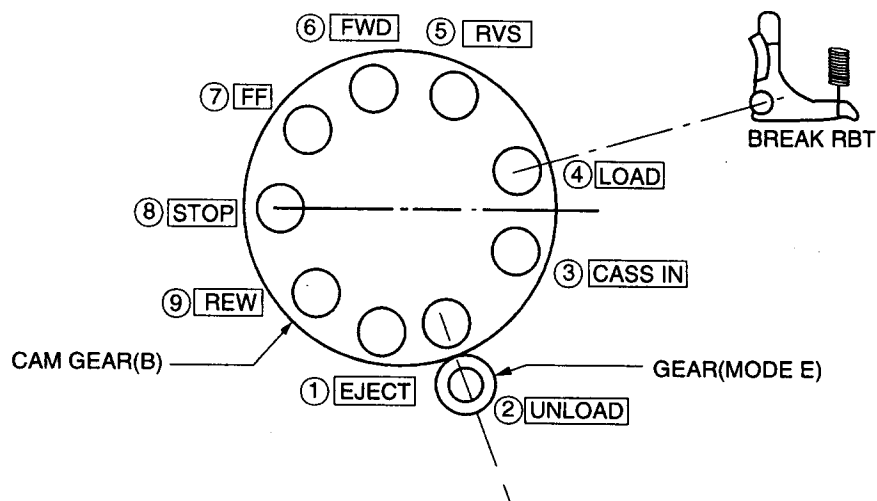 ⑥ FWD
⑤ RVS
⑦ FF
BREAK RBT
④ LOAD
⑧ STOP
③ CASS IN
⑨ REW
CAM GEAR(B)
GEAR(MODE E)
① EJECT
② UNLOAD